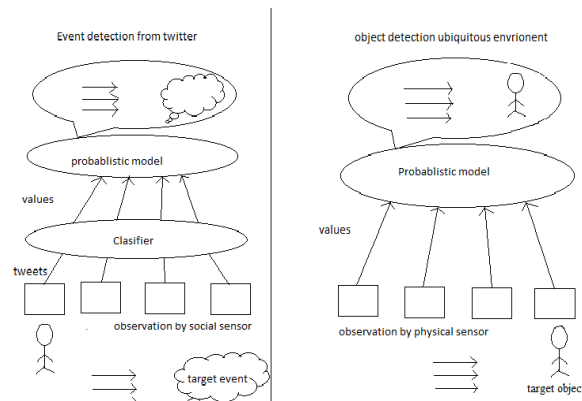 Event detection from twitter
probablistic model
values
Clasifier
tweets
observation by social sensor
target event
object detection ubiquitous envrionent
Probablistic model
values
observation by physical sensor
target objec